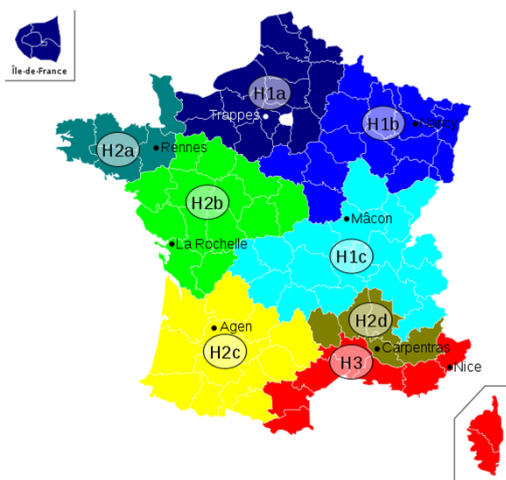 Île-de-France
H1a
Trappes
H1b
Nancy
H2a
Rennes
H2b
Mâcon
La Rochelle
H1c
H2d
Agen
Carpentras
H2c
H3
Nice